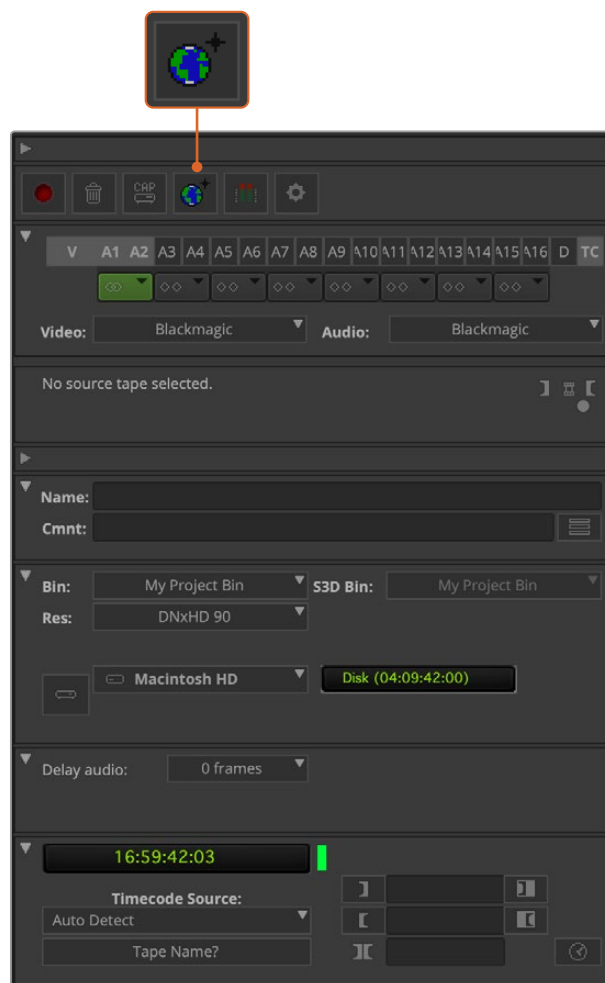 CAP
V A1 A2 A3 A4 A5 A6 A7 A8 A9 A10 A11 A12 A13 A14 A15 A16 D TC
Video: Blackmagic Audio: Blackmagic
No source tape selected.
Name:
Cmnt:
Bin: My Project Bin S3D Bin: My Project Bin
Res: DNxHD 90
Macintosh HD Disk (04:09:42:00)
Delay audio: 0 frames
16:59:42:03
Timecode Source:
Auto Detect
Tape Name?